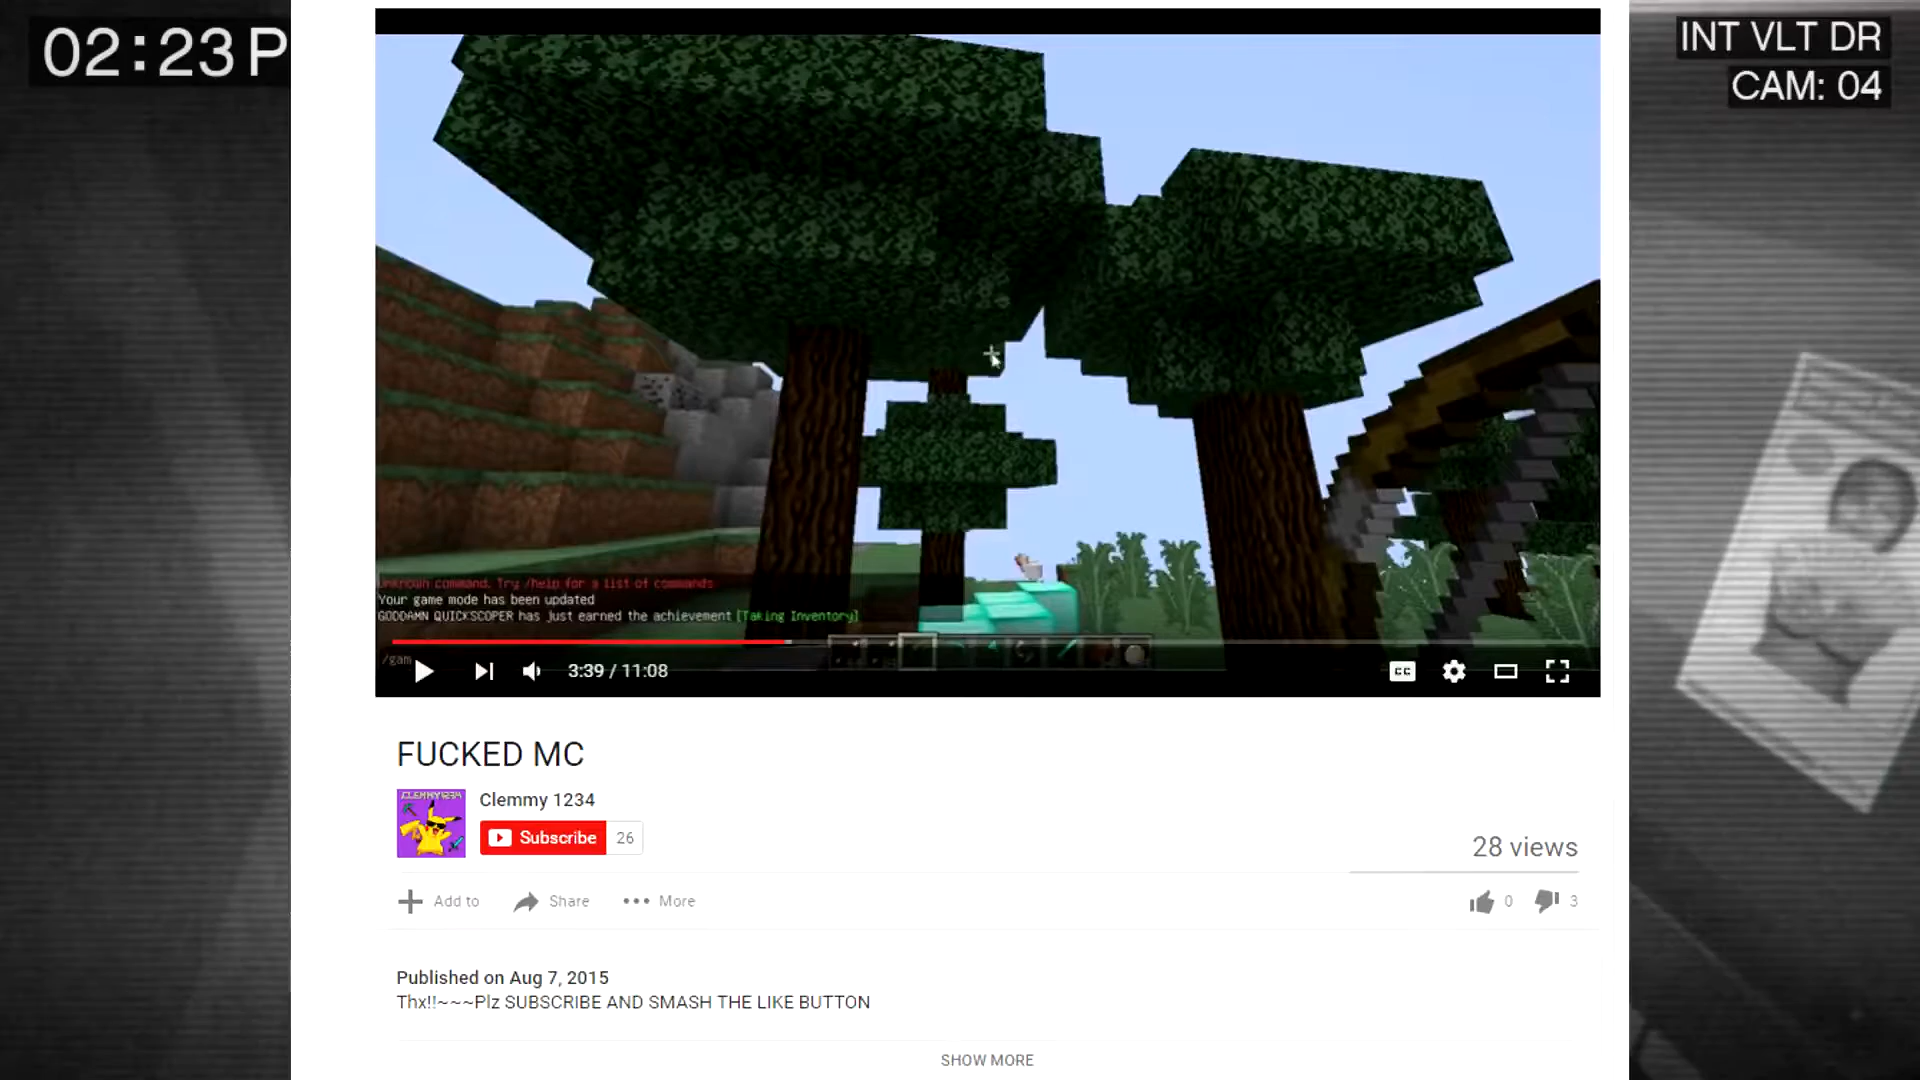 02:23 P
INT VLT DR
CAM: 04
Unknown command. Try /help for a list of commands
Your game mode has been updated
GODDAMN QUICKSCOPER has just earned the achievement [Taking Inventory]
/gam
3:39 / 11:08
CC
FUCKED MC
CLEMMY1234
Clemmy 1234
Subscribe 26
28 views
Add to Share More 0 3
Published on Aug 7, 2015
Thx!!~~~Plz SUBSCRIBE AND SMASH THE LIKE BUTTON
SHOW MORE